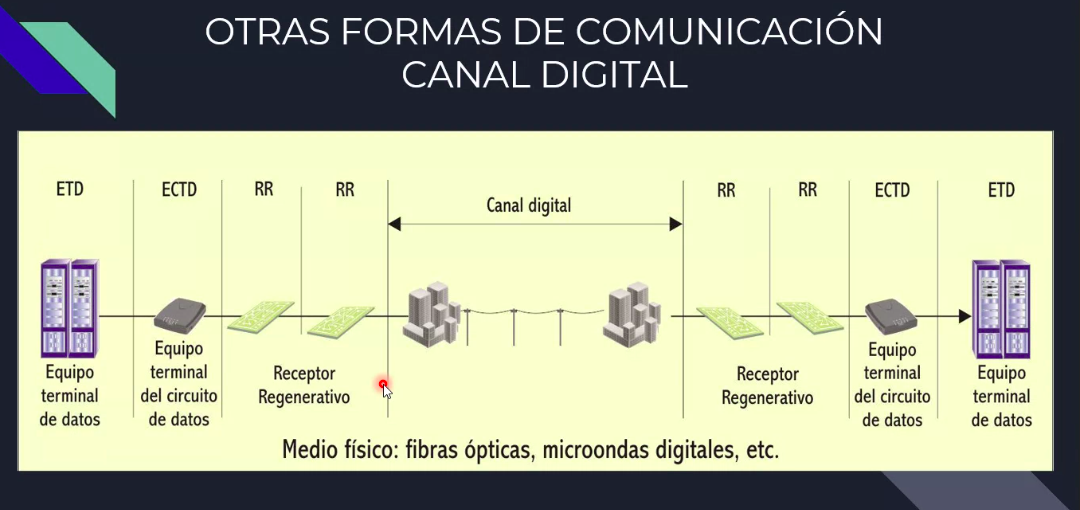 OTRAS FORMAS DE COMUNICACIÓN
CANAL DIGITAL
ETD
ECTD
RR
RR
Canal digital
RR
RR
ECTD
ETD
Equipo
terminal
de datos
Equipo
terminal
del circuito
de datos
Receptor
Regenerativo
Receptor
Regenerativo
Equipo
terminal
del circuito
de datos
Equipo
terminal
de datos
Medio físico: fibras ópticas, microondas digitales, etc.